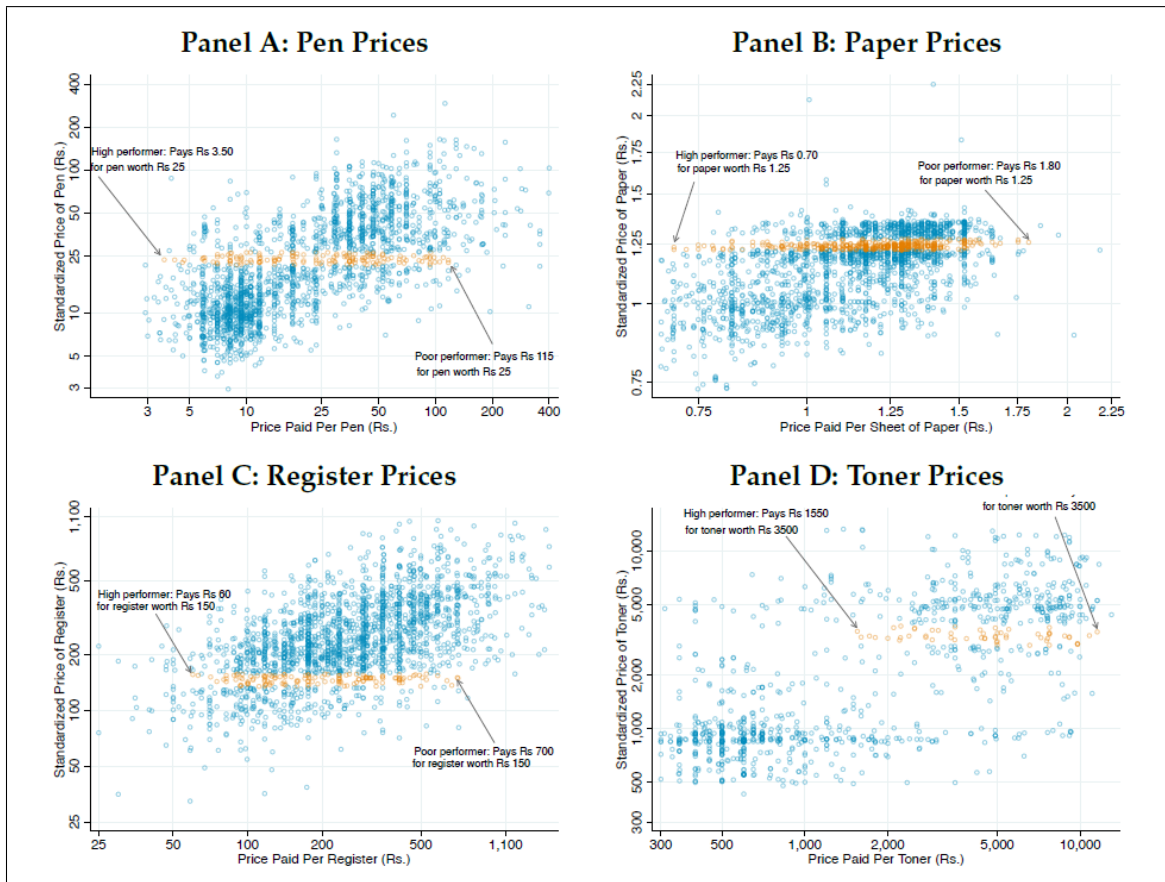 Panel A: Pen Prices
Standardized Price of Pen (Rs.)
400
200
100
50
25
10
5
3
High performer: Pays Rs 3.50
for pen worth Rs 25
Poor performer: Pays Rs 115
for pen worth Rs 25
3 5 10 25 50 100 200 400
Price Paid Per Pen (Rs.)
Panel B: Paper Prices
Standardized Price of Paper (Rs.)
2.25
2
1.75
1.5
1.25
1
0.75
High performer: Pays Rs 0.70
for paper worth Rs 1.25
Poor performer: Pays Rs 1.80
for paper worth Rs 1.25
0.75 1 1.25 1.5 1.75 2 2.25
Price Paid Per Sheet of Paper (Rs.)
Panel C: Register Prices
Standardized Price of Register (Rs.)
1,100
500
200
100
50
25
High performer: Pays Rs 60
for register worth Rs 150
Poor performer: Pays Rs 700
for register worth Rs 150
25 50 100 200 500 1,100
Price Paid Per Register (Rs.)
Panel D: Toner Prices
Standardized Price of Toner (Rs.)
10,000
5,000
2,000
1,000
500
300
High performer: Pays Rs 1550
for toner worth Rs 3500
for toner worth Rs 3500
300 500 1,000 2,000 5,000 10,000
Price Paid Per Toner (Rs.)